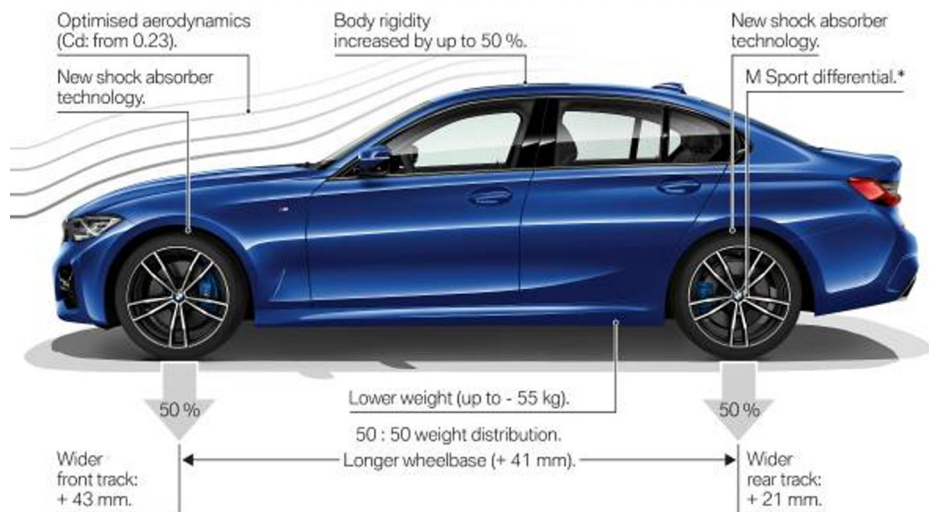 Optimised aerodynamics
(Cd: from 0.23).
Body rigidity
increased by up to 50 %.
New shock absorber
technology.
New shock absorber
technology.
M Sport differential.*
50 %
Lower weight (up to - 55 kg).
50 %
50 : 50 weight distribution.
Longer wheelbase (+ 41 mm).
Wider
front track:
+ 43 mm.
Wider
rear track:
+ 21 mm.